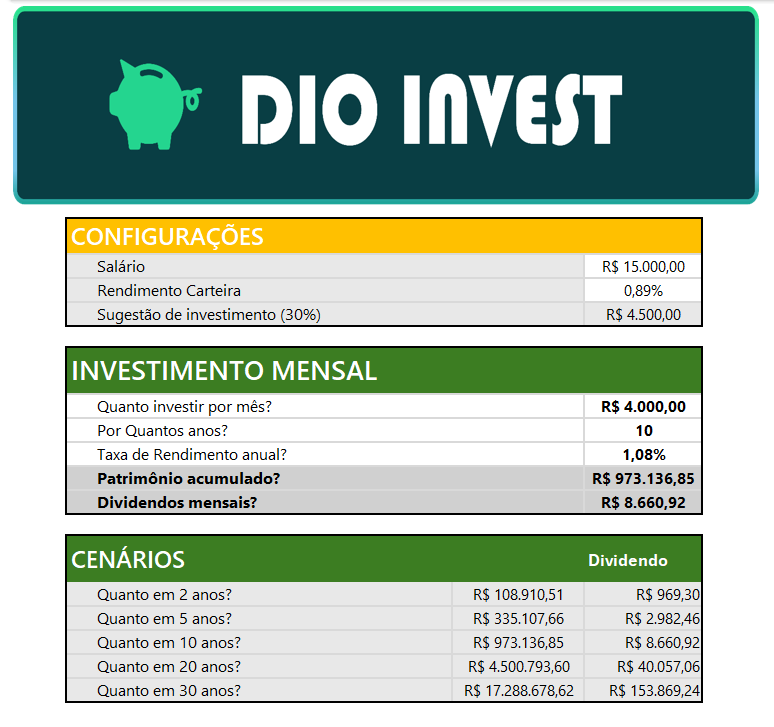 DIO INVEST
CONFIGURAÇÕES
Salário R$ 15.000,00
Rendimento Carteira 0,89%
Sugestão de investimento (30%) R$ 4.500,00
INVESTIMENTO MENSAL
Quanto investir por mês? R$ 4.000,00
Por Quantos anos? 10
Taxa de Rendimento anual? 1,08%
Patrimônio acumulado? R$ 973.136,85
Dividendos mensais? R$ 8.660,92
CENÁRIOS Dividendo
Quanto em 2 anos? R$ 108.910,51 R$ 969,30
Quanto em 5 anos? R$ 335.107,66 R$ 2.982,46
Quanto em 10 anos? R$ 973.136,85 R$ 8.660,92
Quanto em 20 anos? R$ 4.500.793,60 R$ 40.057,06
Quanto em 30 anos? R$ 17.288.678,62 R$ 153.869,24